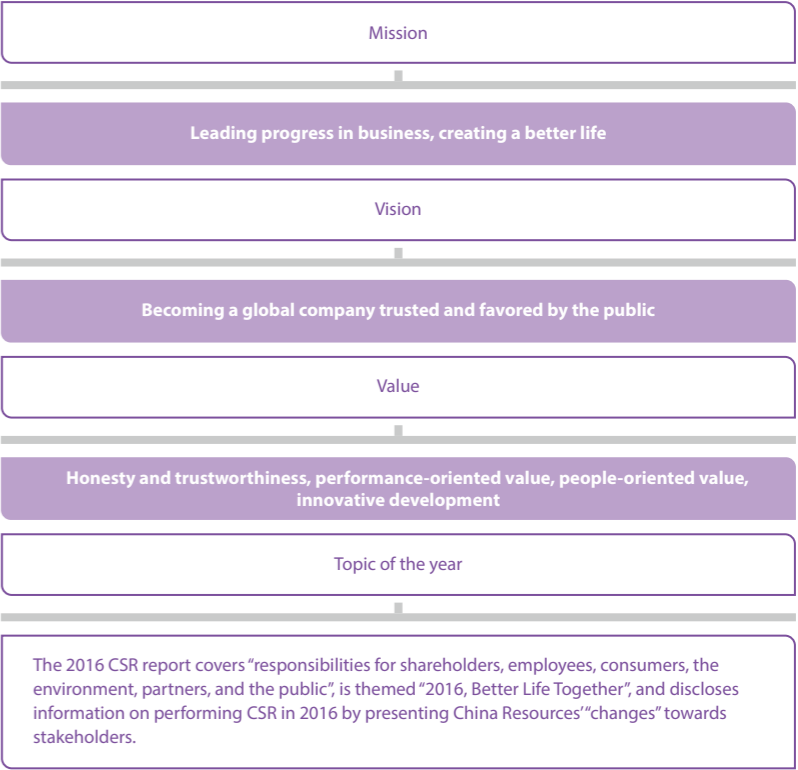 Mission
Leading progress in business, creating a better life
Vision
Becoming a global company trusted and favored by the public
Value
Honesty and trustworthiness, performance-oriented value, people-oriented value,
innovative development
Topic of the year
The 2016 CSR report covers “responsibilities for shareholders, employees, consumers, the
environment, partners, and the public”, is themed “2016, Better Life Together”, and discloses
information on performing CSR in 2016 by presenting China Resources’ “changes” towards
stakeholders.